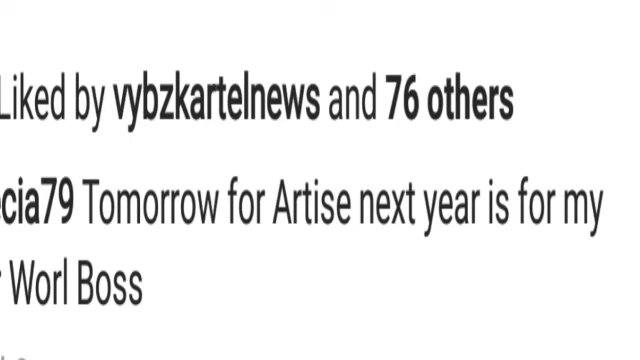 Liked by vybzkartelnews and 76 others
cia79 Tomorrow for Artise next year is for my
Worl Boss